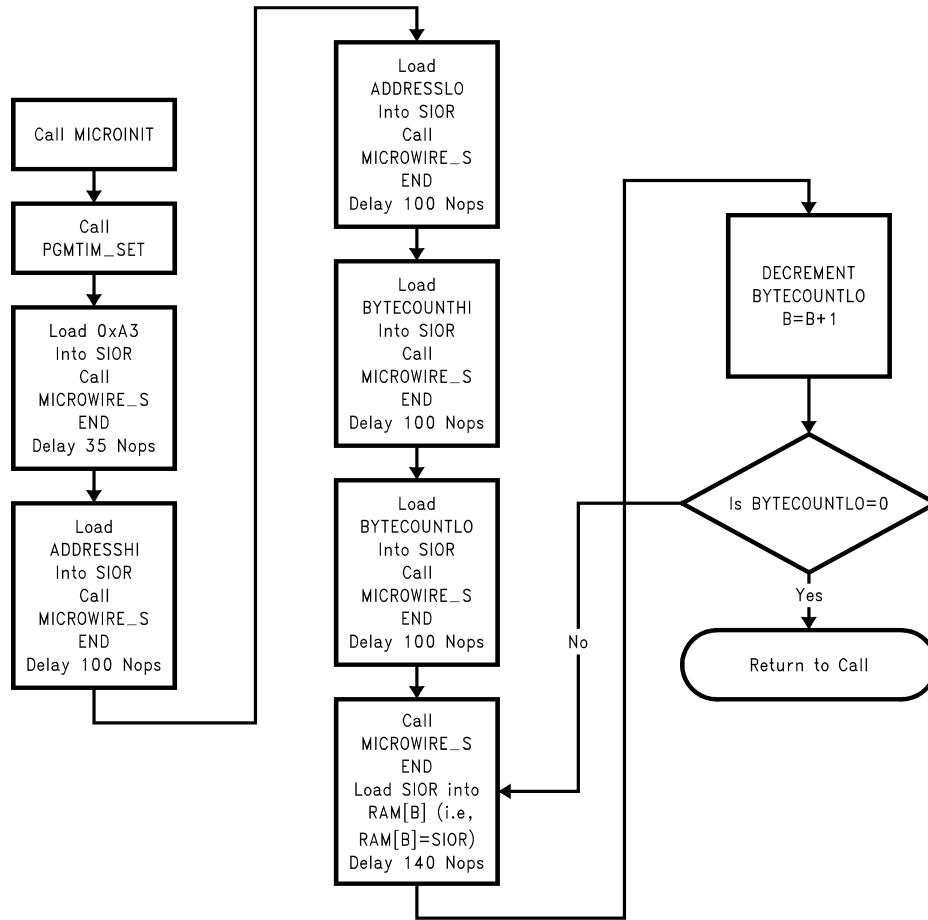 Call MICROINIT
Call
PGMTIM_SET
Load 0xA3
Into SIOR
Call
MICROWIRE_S
END
Delay 35 Nops
Load
ADDRESSHI
Into SIOR
Call
MICROWIRE_S
END
Delay 100 Nops
Load
ADDRESSLO
Into SIOR
Call
MICROWIRE_S
END
Delay 100 Nops
Load
BYTECOUNTHI
Into SIOR
Call
MICROWIRE_S
END
Delay 100 Nops
Load
BYTECOUNTLO
Into SIOR
Call
MICROWIRE_S
END
Delay 100 Nops
Call
MICROWIRE_S
END
Load SIOR into
RAM[B] (i.e,
RAM[B]=SIOR)
Delay 140 Nops
DECREMENT
BYTECOUNTLO
B=B+1
Is BYTECOUNTLO=0
No
Yes
Return to Call